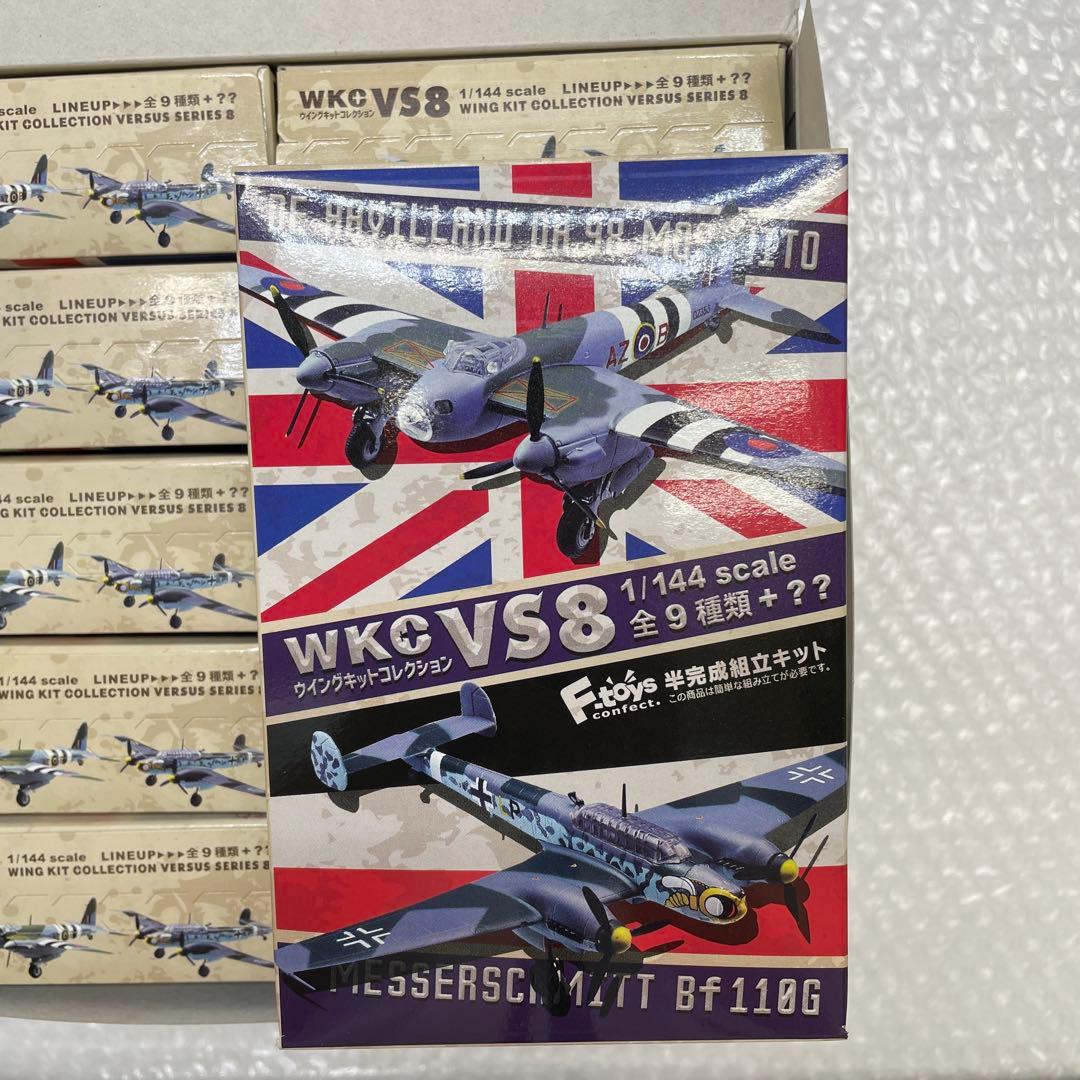 scale LINEUP▶▶▶全9種類+??
KIT COLLECTION VERSUS SERIES 8
WKC VS8 1/144 scale LINEUP▶▶▶全9種類+??
ウイングキットコレクション WING KIT COLLECTION VERSUS SERIES 8
scale LINEUP▶▶▶全9種類+??
KIT COLLECTION VERSUS SERIES 8
scale LINEUP▶▶▶全9種類+??
WING KIT COLLECTION VERSUS SERIES 8
1/144 scale LINEUP▶▶▶全9種類+??
WING KIT COLLECTION VERSUS SERIES 8
1/144 scale LINEUP▶▶▶全9種類+??
WING KIT COLLECTION VERSUS SERIES 8
DE HAVILLAND DH.98 MOSQUITO
AZ B
DZ353
WKC VS8 1/144 scale
ウイングキットコレクション 全9種類+??
F-toys confect. 半完成組立キット
この商品は簡単な組み立てが必要です。
P
MESSERSCHMITT Bf110G